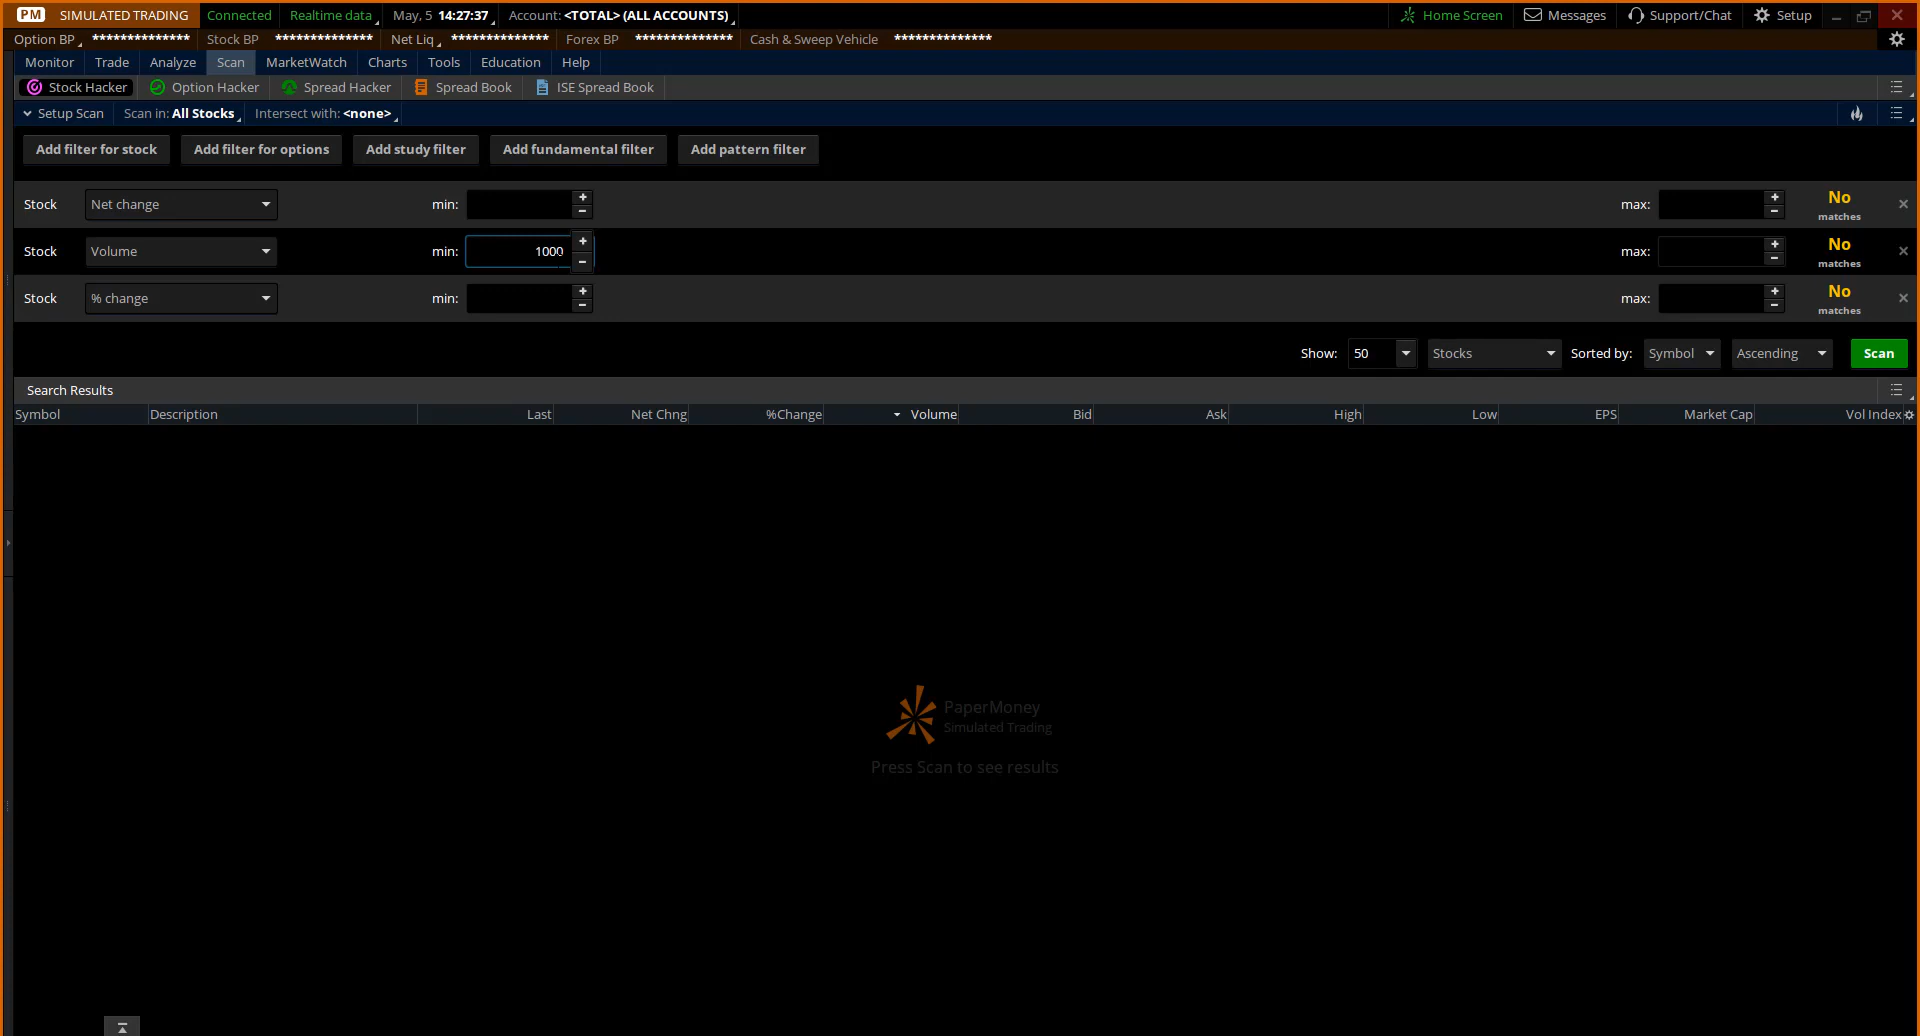 PM SIMULATED TRADING Connected Realtime data May, 5 14:27:37 Account: <TOTAL> (ALL ACCOUNTS) Home Screen Messages Support/Chat Setup
Option BP ************** Stock BP ************** Net Liq ************** Forex BP ************** Cash & Sweep Vehicle **************
Monitor Trade Analyze Scan MarketWatch Charts Tools Education Help
Stock Hacker Option Hacker Spread Hacker Spread Book ISE Spread Book
Setup Scan Scan in: All Stocks Intersect with: <none>
Add filter for stock Add filter for options Add study filter Add fundamental filter Add pattern filter
Stock Net change min: max: No matches
Stock Volume min: 1000 max: No matches
Stock % change min: max: No matches
Show: 50 Stocks Sorted by: Symbol Ascending Scan
Search Results
Symbol Description Last Net Chng %Change Volume Bid Ask High Low EPS Market Cap Vol Index
PaperMoney
Simulated Trading
Press Scan to see results